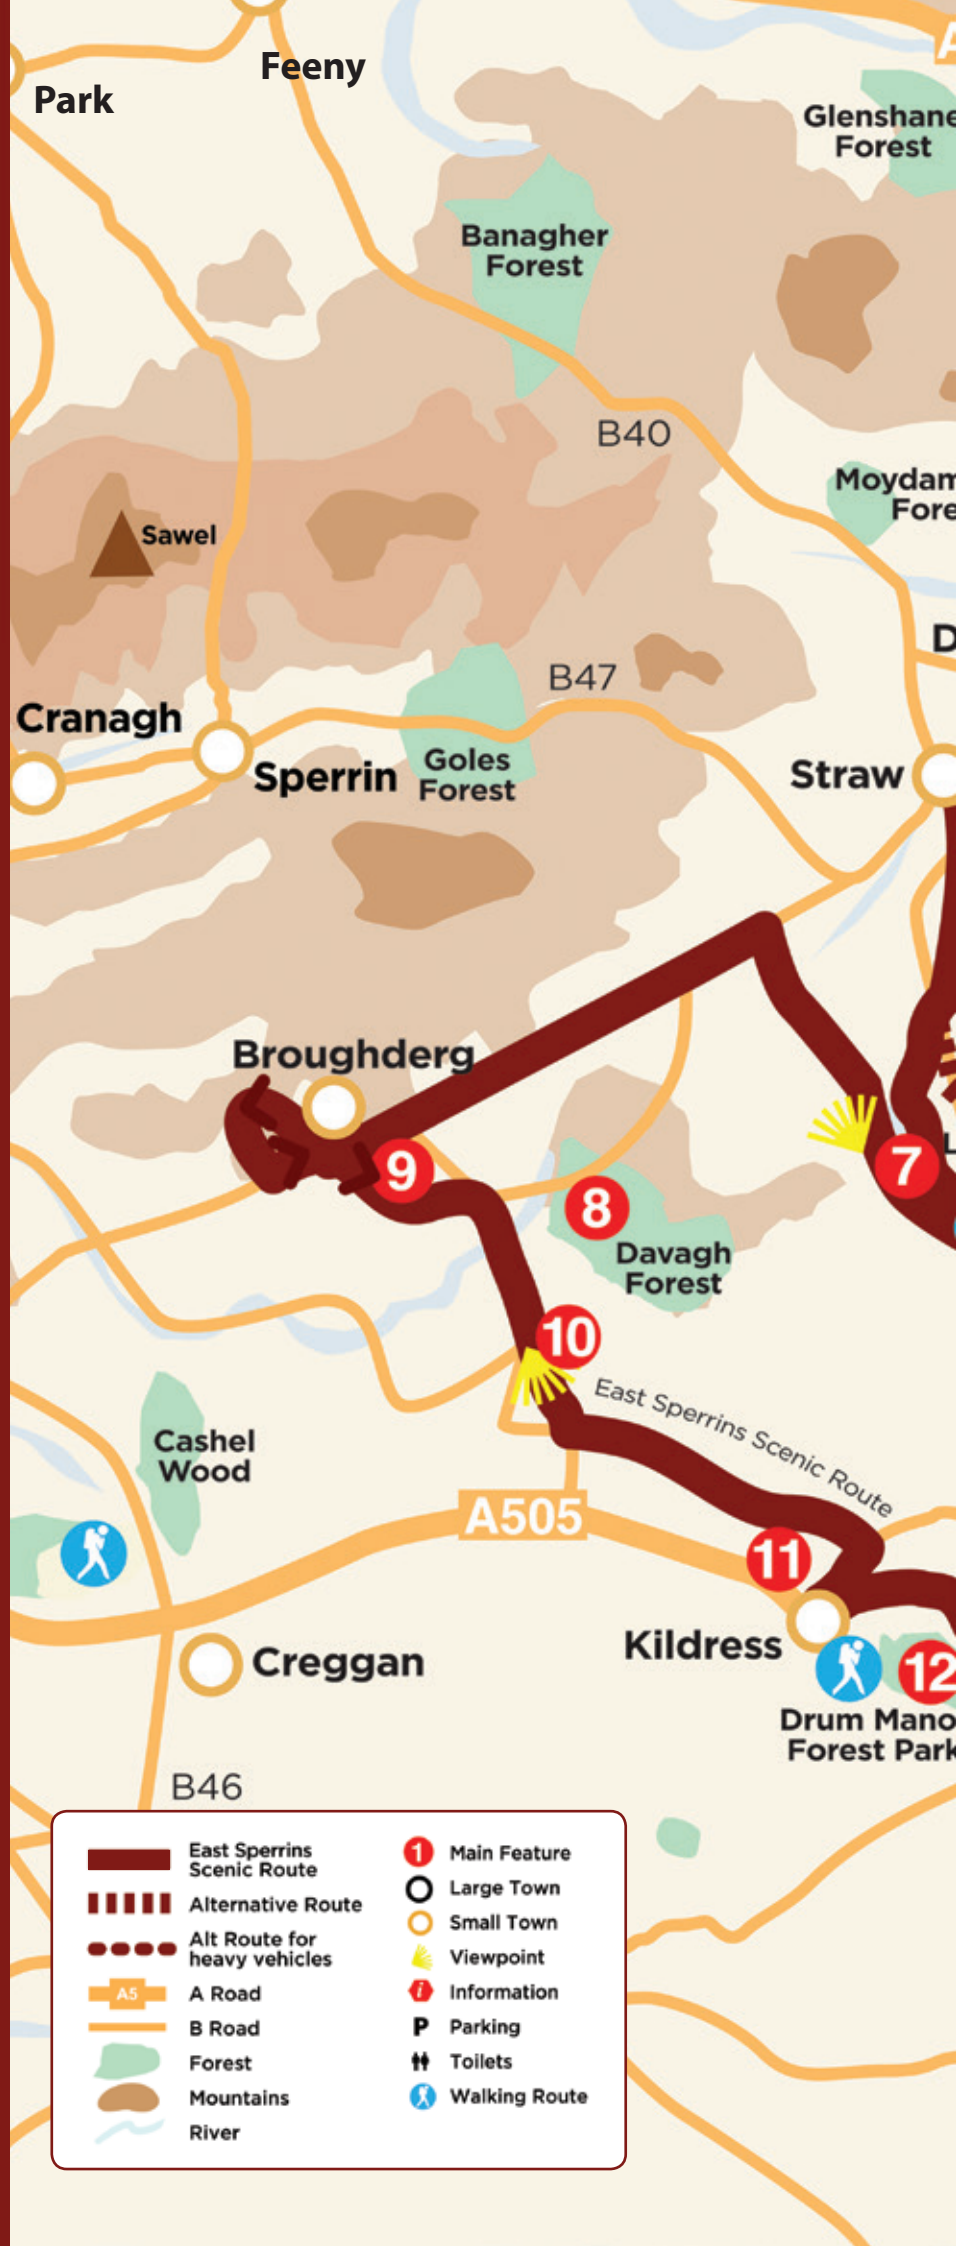 Feeny
Park
A
Glenshane
Forest
Banagher
Forest
B40
Moydam
Fore
Sawel
D
B47
Cranagh
Sperrin
Goles
Forest
Straw
Broughderg
L
7
9
8
Davagh
Forest
10
East Sperrins Scenic Route
Cashel
Wood
A505
11
Creggan
Kildress
12
Drum Mano
Forest Park
B46
East Sperrins
Scenic Route
Alternative Route
Alt Route for
heavy vehicles
A5 A Road
B Road
Forest
Mountains
River
1 Main Feature
Large Town
Small Town
Viewpoint
i Information
P Parking
Toilets
Walking Route